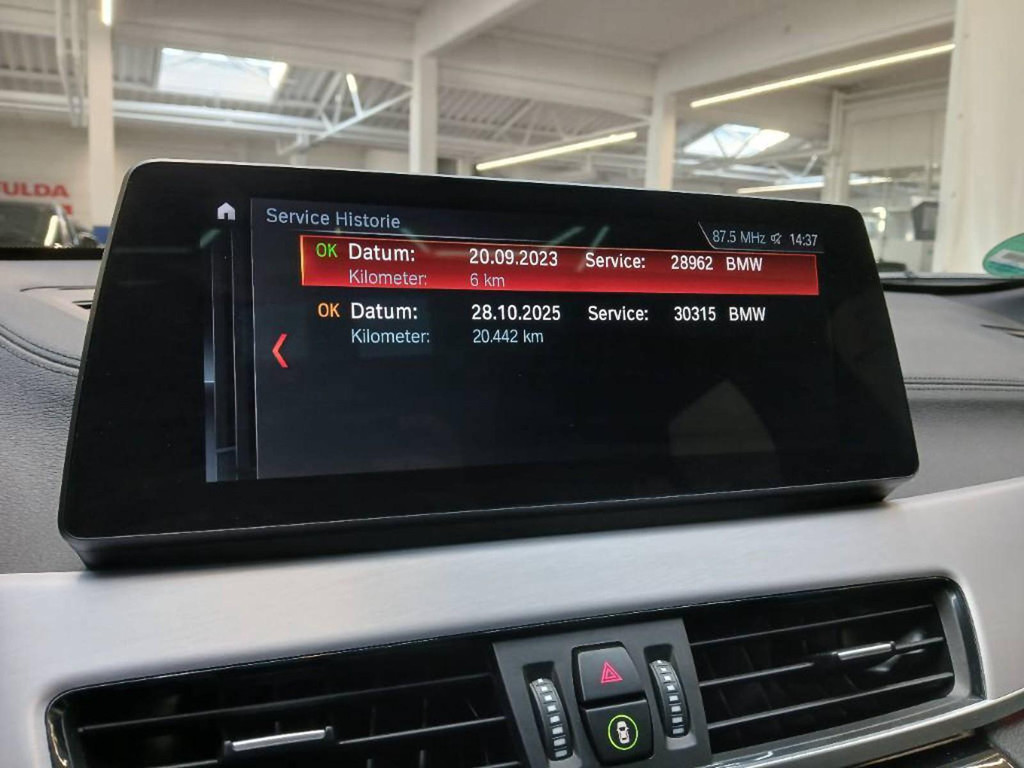 FULDA
Service Historie
87.5 MHz 14:37
OK Datum: 20.09.2023 Service: 28962 BMW
Kilometer: 6 km
OK Datum: 28.10.2025 Service: 30315 BMW
Kilometer: 20.442 km